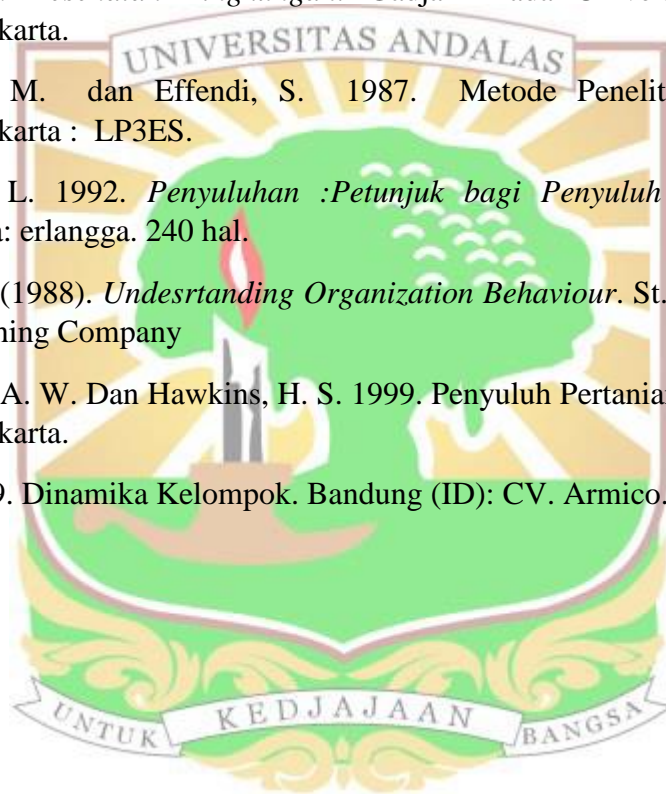 karta.
UNIVERSITAS ANDALAS
M. dan Effendi, S. 1987. Metode Penelit
karta : LP3ES.
L. 1992. Penyuluhan :Petunjuk bagi Penyuluh
: erlangga. 240 hal.
(1988). Undesrtanding Organization Behaviour. St.
ning Company
A. W. Dan Hawkins, H. S. 1999. Penyuluh Pertanian
karta.
9. Dinamika Kelompok. Bandung (ID): CV. Armico.
UNTUK KEDJAJAAN BANGSA